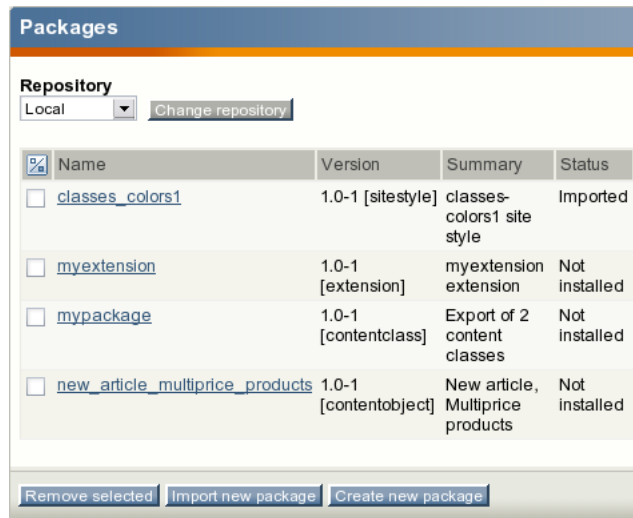 Packages
Repository
Local Change repository
Name Version Summary Status
classes_colors1 1.0-1 [sitestyle] classes- Imported
colors1 site
style
myextension 1.0-1 myextension Not
[extension] extension installed
mypackage 1.0-1 Export of 2 Not
[contentclass] content installed
classes
new_article_multiprice_products 1.0-1 New article, Not
[contentobject] Multiprice installed
products
Remove selected Import new package Create new package